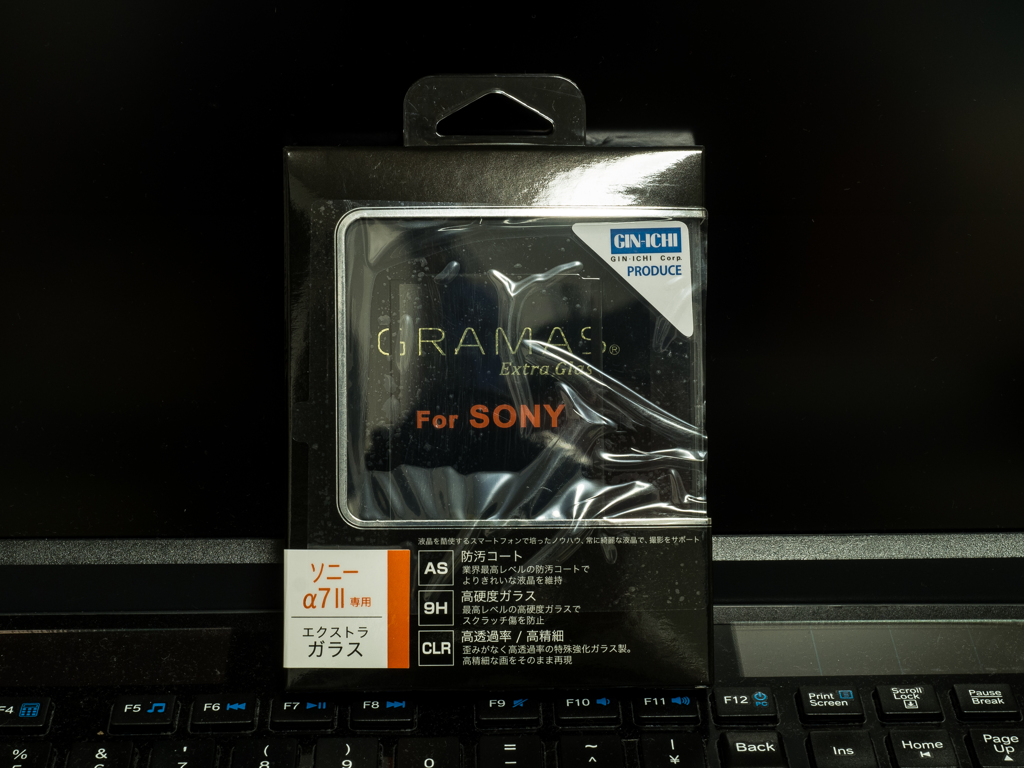 GIN-ICHI
GIN-ICHI Corp.
PRODUCE
GRAMAS®
Extra Glas
For SONY
液晶を酷使するスマートフォンで培ったノウハウ、常に綺麗な液晶で、撮影をサポート
ソニー
α7II 専用
エクストラ
ガラス
AS
防汚コート
業界最高レベルの防汚コートで
よりきれいな液晶を維持
9H
高硬度ガラス
最高レベルの高硬度ガラスで
スクラッチ傷を防止
CLR
高透過率 / 高精細
歪みがなく高透過率の特殊強化ガラス製。
高精細な画をそのまま再現
F4 F5 F6 F7 F8 F9 F10 F11 F12 PC Print Screen Scroll Lock Pause Break
% ' ( 8 ) 9 0 = - ~ ^ | ¥ Back Ins Home Page Up